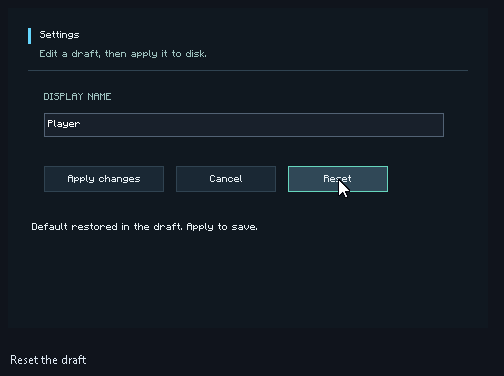 Settings
Edit a draft, then apply it to disk.
DISPLAY NAME
Player
Apply changes
Cancel
Reset
Default restored in the draft. Apply to save.
Reset the draft